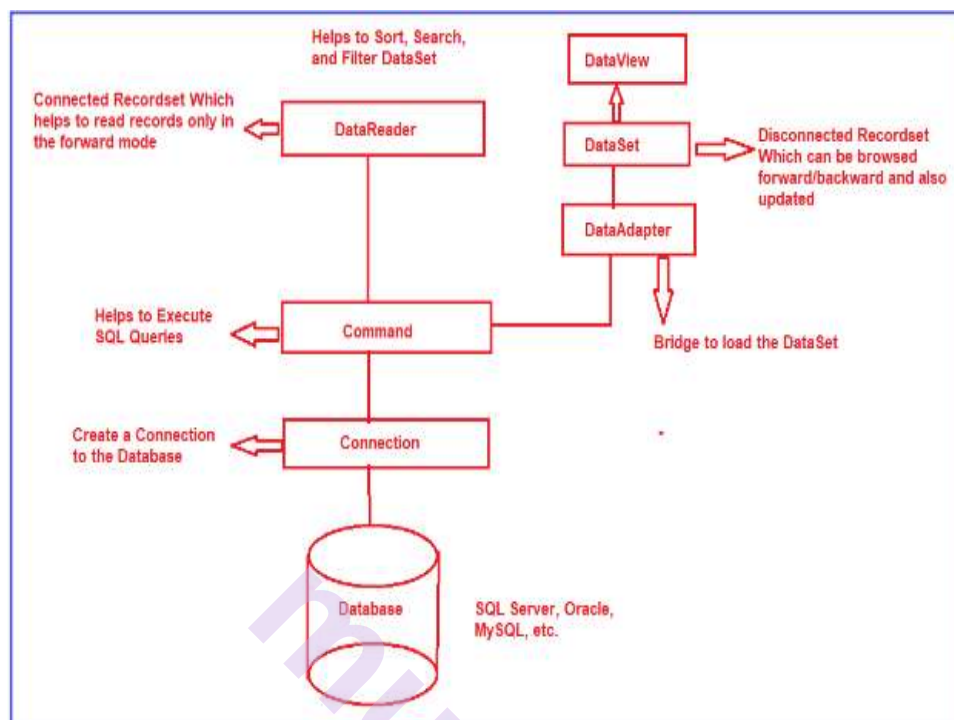 Helps to Sort, Search,
and Filter DataSet
DataView
Connected Recordset Which
helps to read records only in
the forward mode
DataReader
DataSet
Disconnected Recordset
Which can be browsed
forward/backward and also
updated
DataAdapter
Helps to Execute
SQL Queries
Command
Bridge to load the DataSet
Create a Connection
to the Database
Connection
Database
SQL Server, Oracle,
MySQL, etc.